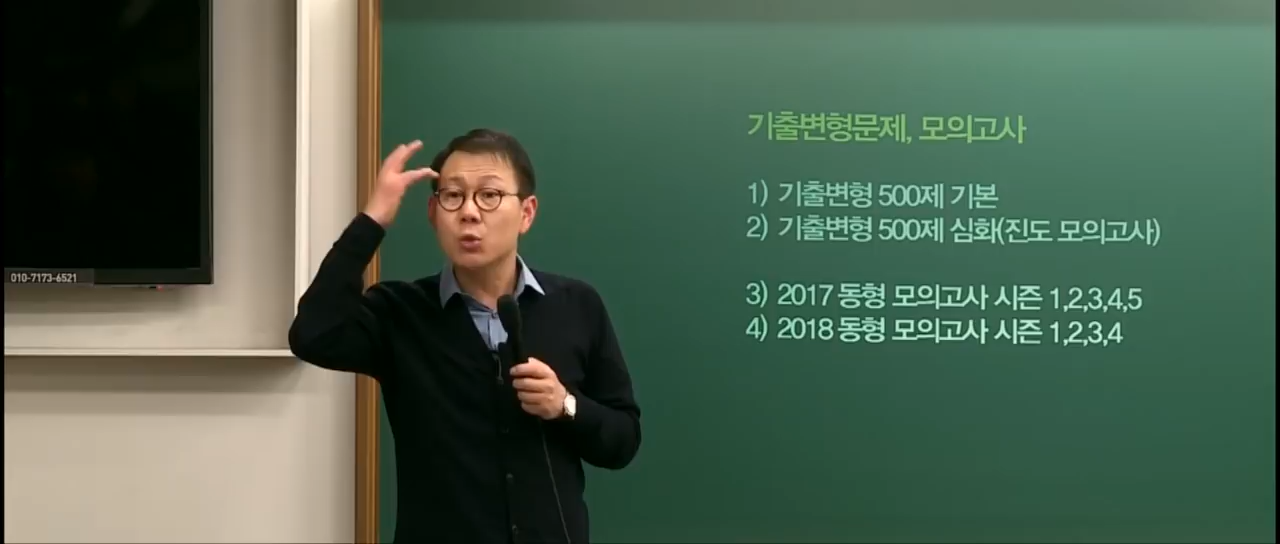 기출변형문제, 모의고사
1) 기출변형 500제 기본
2) 기출변형 500제 심화(진도 모의고사)
3) 2017 동형 모의고사 시즌 1,2,3,4,5
4) 2018 동형 모의고사 시즌 1,2,3,4
010-7173-6521